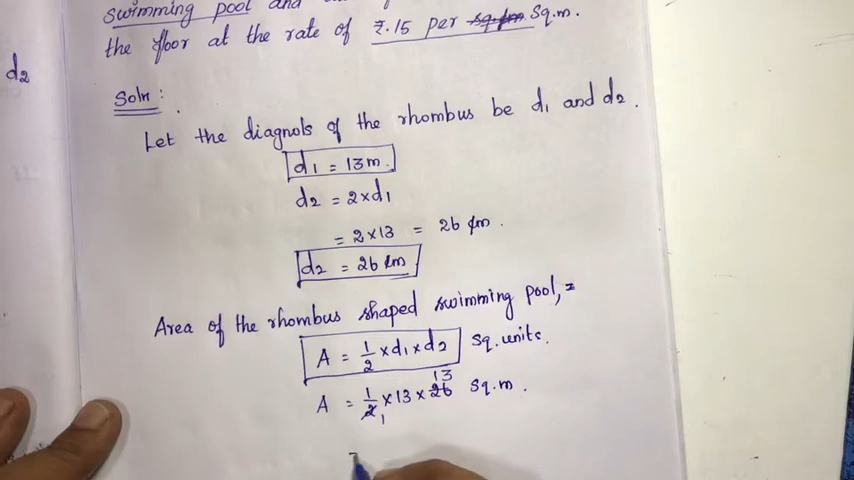 swimming pool and
the floor at the rate of ₹.15 per Sq.m.
d2
Soln :
Let the diagnols of the rhombus be d1 and d2.
d1 = 13m.
d2 = 2×d1
= 2×13 = 26 m.
d2 = 26 m
Area of the rhombus shaped swimming pool, =
A = 1/2 × d1 × d2 Sq. units.
13
A = 1/2 × 13 × 26 Sq.m.
1